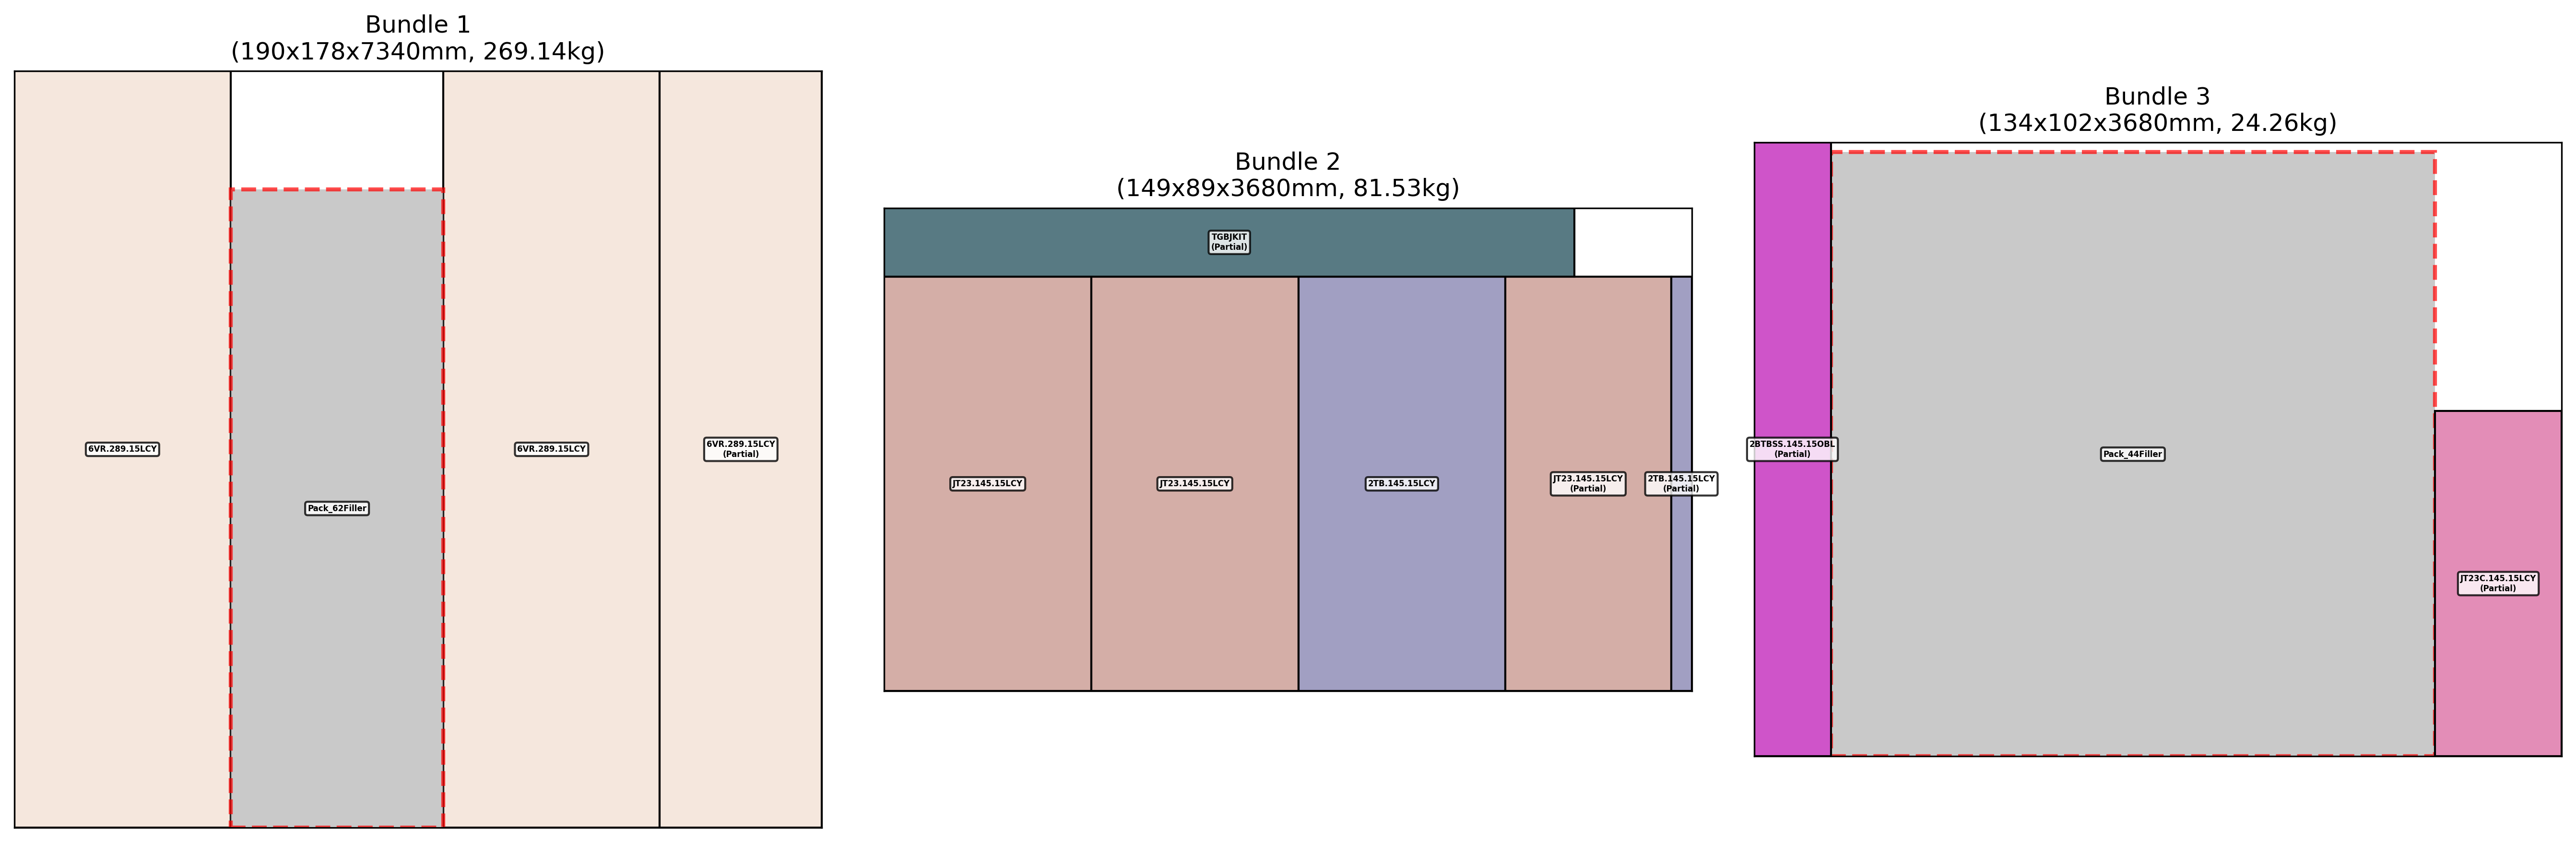 Bundle 1
(190x178x7340mm, 269.14kg)
6VR.289.15LCY
Pack_62Filler
6VR.289.15LCY
6VR.289.15LCY
(Partial)
Bundle 2
(149x89x3680mm, 81.53kg)
TGBJKIT
(Partial)
JT23.145.15LCY
JT23.145.15LCY
2TB.145.15LCY
JT23.145.15LCY
(Partial)
2TB.145.15LCY
(Partial)
Bundle 3
(134x102x3680mm, 24.26kg)
2BTBSS.145.15OBL
(Partial)
Pack_44Filler
JT23C.145.15LCY
(Partial)